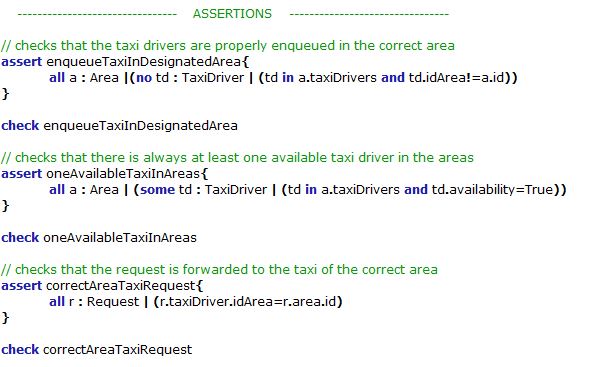 -------------------------------- ASSERTIONS --------------------------------
// checks that the taxi drivers are properly enqueued in the correct area
assert enqueueTaxiInDesignatedArea{
all a : Area |(no td : TaxiDriver | (td in a.taxiDrivers and td.idArea!=a.id))
}
check enqueueTaxiInDesignatedArea
// checks that there is always at least one available taxi driver in the areas
assert oneAvailableTaxiInAreas{
all a : Area | (some td : TaxiDriver | (td in a.taxiDrivers and td.availability=True))
}
check oneAvailableTaxiInAreas
// checks that the request is forwarded to the taxi of the correct area
assert correctAreaTaxiRequest{
all r : Request | (r.taxiDriver.idArea=r.area.id)
}
check correctAreaTaxiRequest